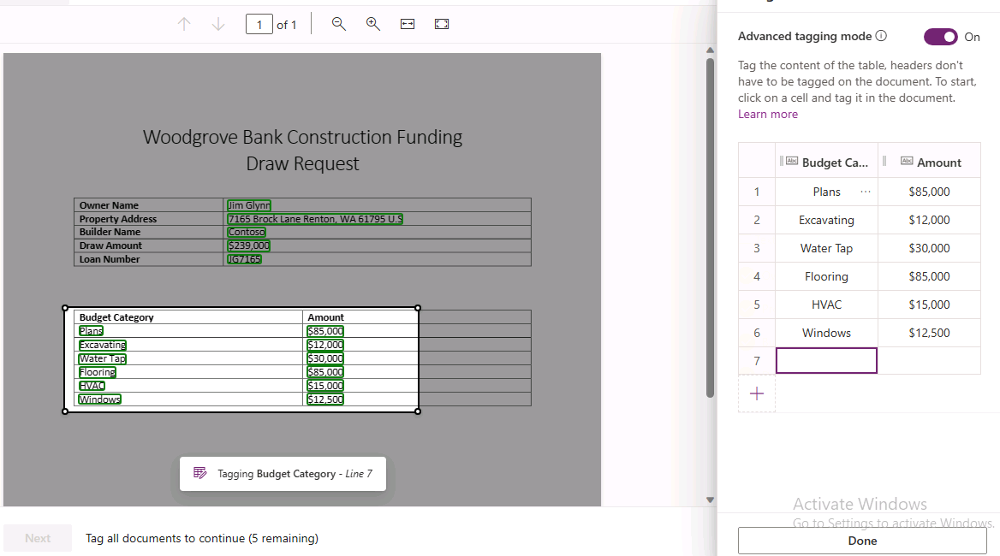 1 of 1
Woodgrove Bank Construction Funding
Draw Request
Owner Name Jim Glynn
Property Address 7165 Brock Lane Renton, WA 61795 U.S
Builder Name Contoso
Draw Amount $239,000
Loan Number JG7165
Budget Category Amount
Plans $85,000
Excavating $12,000
Water Tap $30,000
Flooring $85,000
HVAC $15,000
Windows $12,500
Tagging Budget Category - Line 7
Next Tag all documents to continue (5 remaining)
Advanced tagging mode On
Tag the content of the table, headers don't
have to be tagged on the document. To start,
click on a cell and tag it in the document.
Learn more
Abc Budget Ca... Abc Amount
1 Plans ... $85,000
2 Excavating $12,000
3 Water Tap $30,000
4 Flooring $85,000
5 HVAC $15,000
6 Windows $12,500
7
Activate Windows
Go to Settings to activate Windows.
Done